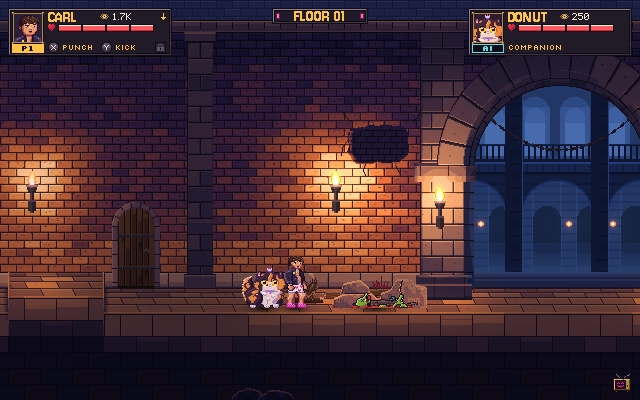 CARL
1.7K
P1
X PUNCH Y KICK
FLOOR 01
DONUT
250
AI
COMPANION